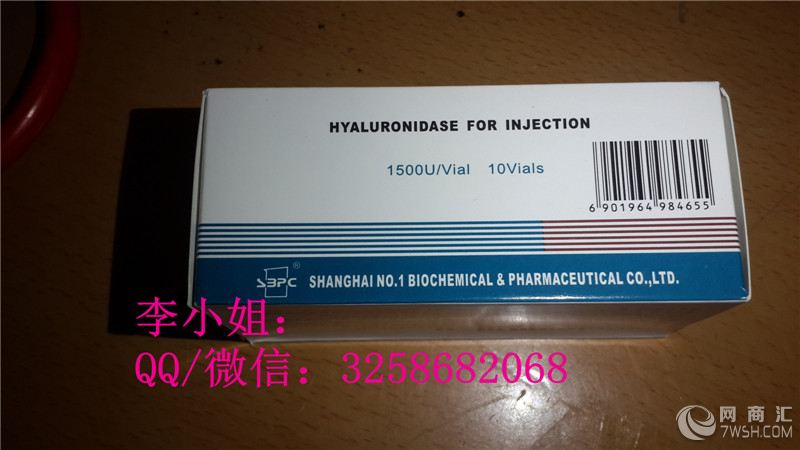 HYALURONIDASE FOR INJECTION
1500U/Vial 10Vials
6 901964 984655
SBPC ® SHANGHAI NO.1 BIOCHEMICAL & PHARMACEUTICAL CO.,LTD.
李小姐：
QQ/微信：3258682068
网商汇
7WSH.COM